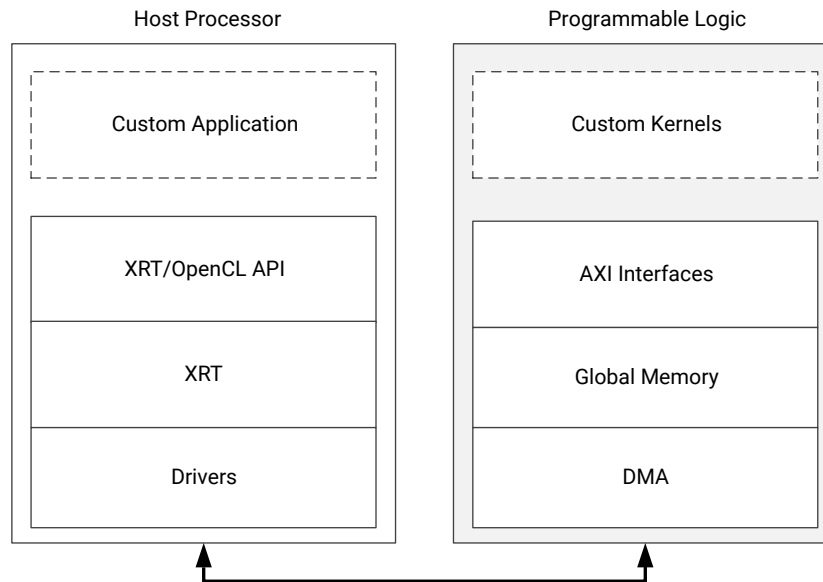 Host Processor
Programmable Logic
Custom Application
Custom Kernels
XRT/OpenCL API
AXI Interfaces
XRT
Global Memory
Drivers
DMA